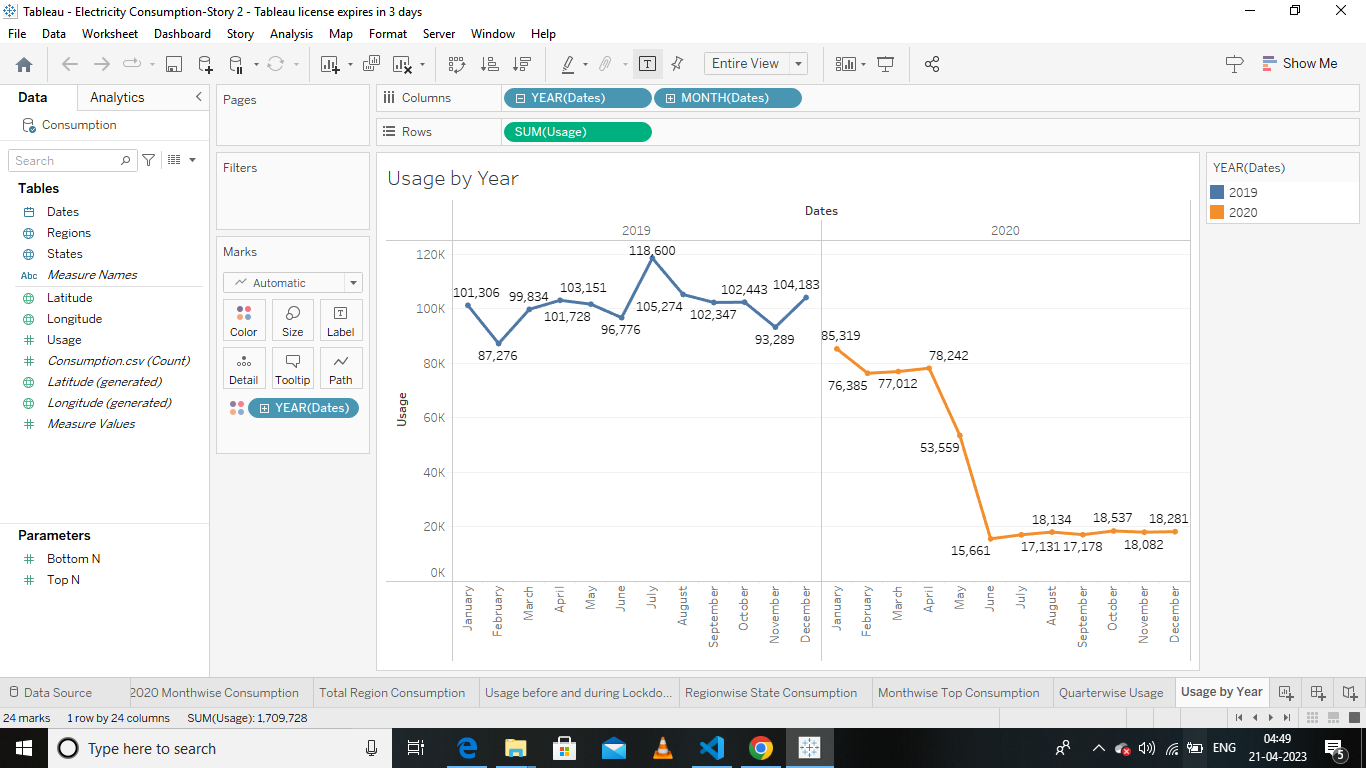 Tableau - Electricity Consumption-Story 2 - Tableau license expires in 3 days
File Data Worksheet Dashboard Story Analysis Map Format Server Window Help
Entire View
Show Me
Data Analytics
Consumption
Search
Tables
Dates
Regions
States
Abc Measure Names
Latitude
Longitude
Usage
Consumption.csv (Count)
Latitude (generated)
Longitude (generated)
Measure Values
Parameters
Bottom N
Top N
Pages
Filters
Marks
Automatic
Color Size Label
Detail Tooltip Path
YEAR(Dates)
Columns YEAR(Dates) MONTH(Dates)
Rows SUM(Usage)
Usage by Year
Dates
2019 2020
Usage
120K
100K
80K
60K
40K
20K
0K
101,306
87,276
99,834
103,151
101,728
96,776
118,600
105,274
102,347
102,443
93,289
104,183
85,319
76,385
77,012
78,242
53,559
15,661
17,131
18,134
17,178
18,537
18,082
18,281
January February March April May June July August September October November December
January February March April May June July August September October November December
YEAR(Dates)
2019
2020
Data Source 2020 Monthwise Consumption Total Region Consumption Usage before and during Lockdo... Regionwise State Consumption Monthwise Top Consumption Quarterwise Usage Usage by Year
24 marks 1 row by 24 columns SUM(Usage): 1,709,728
Type here to search
ENG
04:49
21-04-2023
5